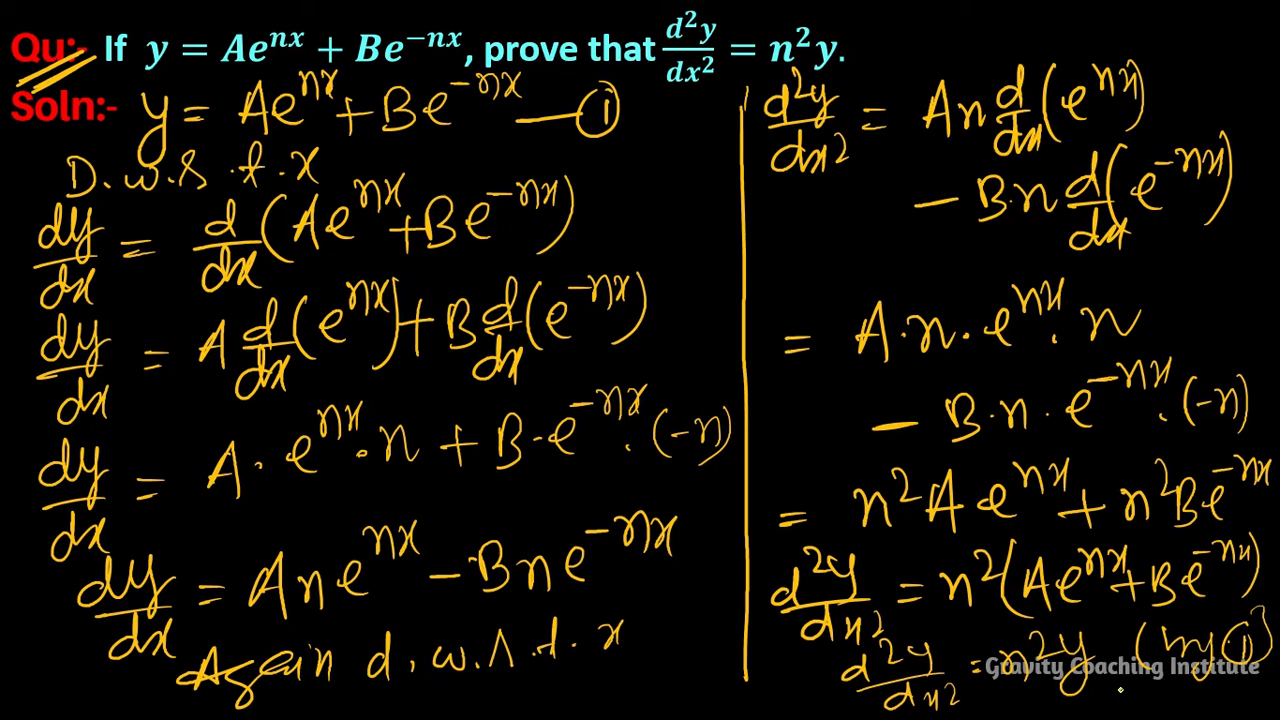 Qu:- If y = Ae^{nx} + Be^{-nx}, prove that d²y/dx² = n²y.
Soln:- y = Ae^{nx} + Be^{-nx} —①
D. w.r.t.x
dy/dx = d/dx (Ae^{nx} + Be^{-nx})
dy/dx = A d/dx (e^{nx}) + B d/dx (e^{-nx})
dy/dx = A · e^{nx} · n + B · e^{-nx} · (-n)
dy/dx = Ane^{nx} - Bne^{-nx}
Again d. w.r.t. x
d²y/dx² = An d/dx (e^{nx})
- B.n d/dx (e^{-nx})
= A·n·e^{nx} · n
- B·n·e^{-nx} · (-n)
= n²Ae^{nx} + n²Be^{-nx}
d²y/dx² = n²(Ae^{nx} + Be^{-nx})
d²y/dx² = n²y (by ①)
Gravity Coaching Institute